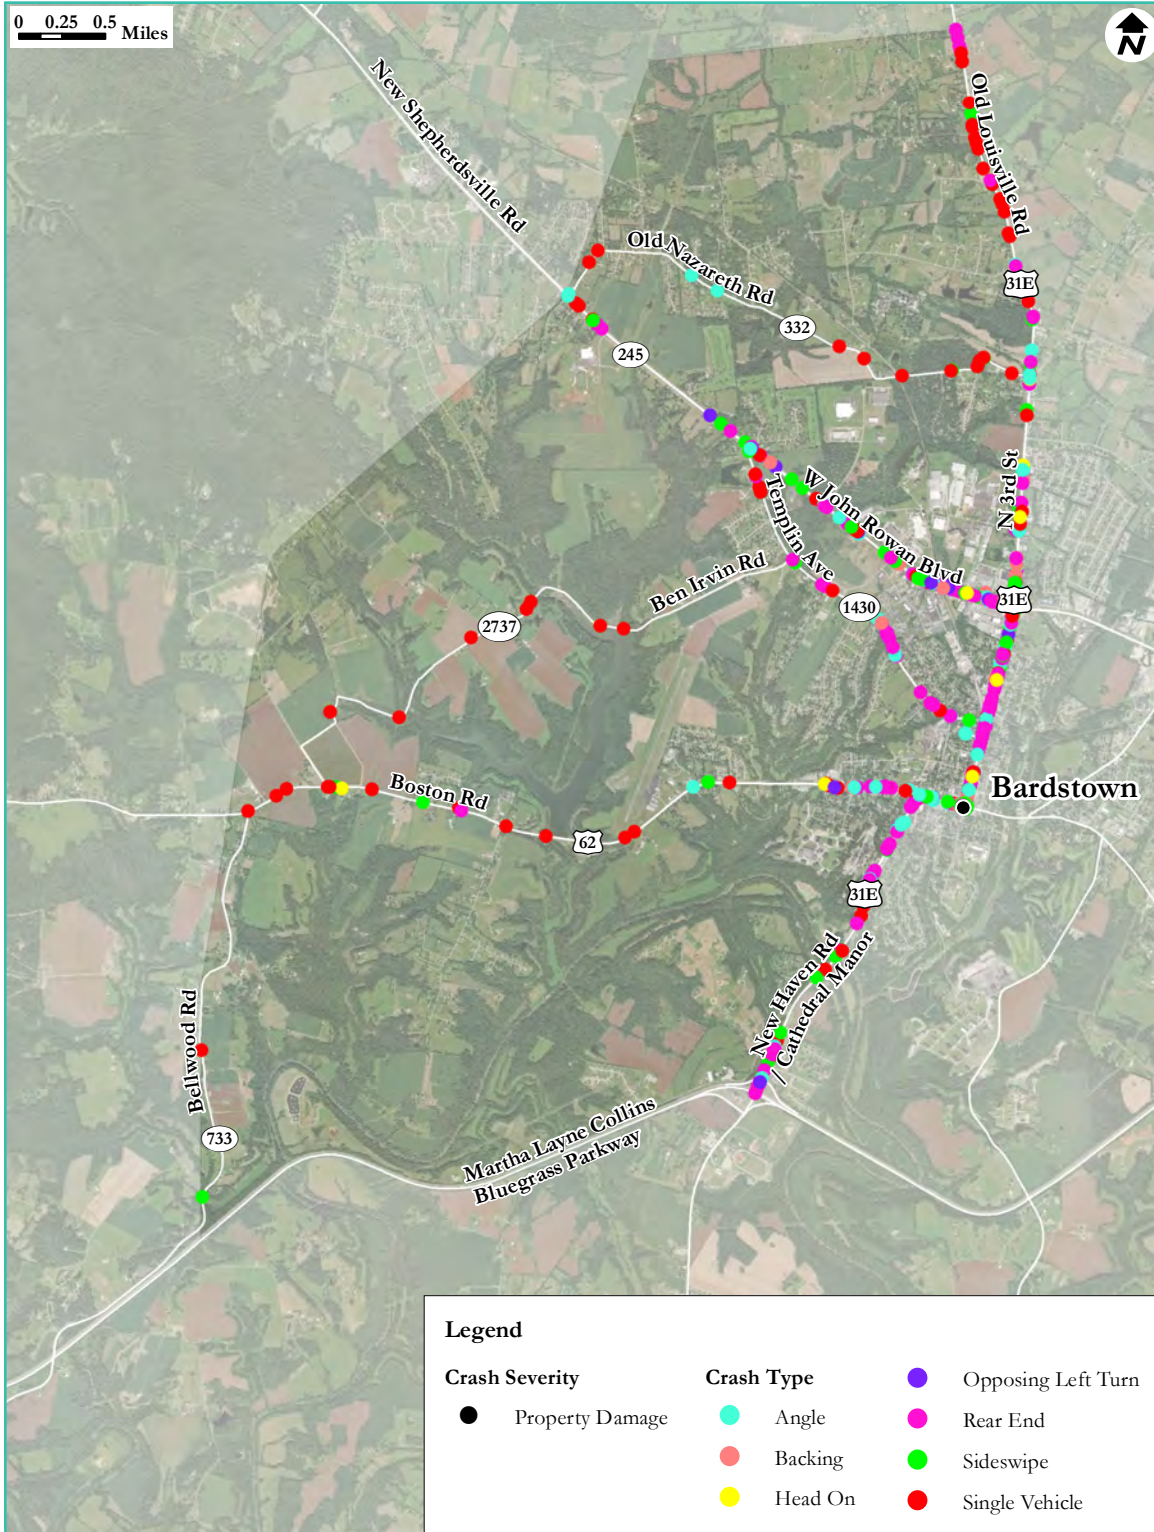 0 0.25 0.5
Miles
N
New Shepherdsville Rd
Old Louisville Rd
Old Nazareth Rd
31E
332
245
N 3rd St
W John Rowan Blvd
Templin Ave
Ben Irvin Rd
31E
1430
2737
Boston Rd
Bardstown
62
31E
New Haven Rd
/ Cathedral Manor
Bellwood Rd
733
Martha Layne Collins
Bluegrass Parkway
Legend
Crash Severity
Property Damage
Crash Type
Angle
Backing
Head On
Opposing Left Turn
Rear End
Sideswipe
Single Vehicle